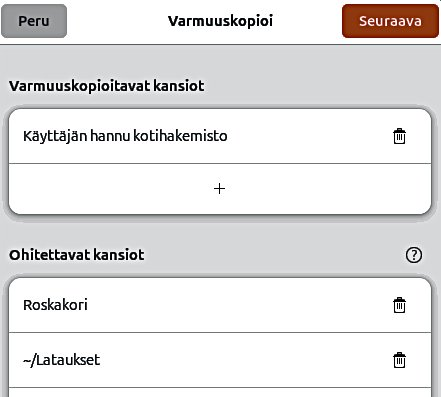 Peru Varmuuskopioi Seuraava
Varmuuskopioitavat kansiot
Käyttäjän hannu kotihakemisto
+
Ohitettavat kansiot ?
Roskakori
~/Lataukset